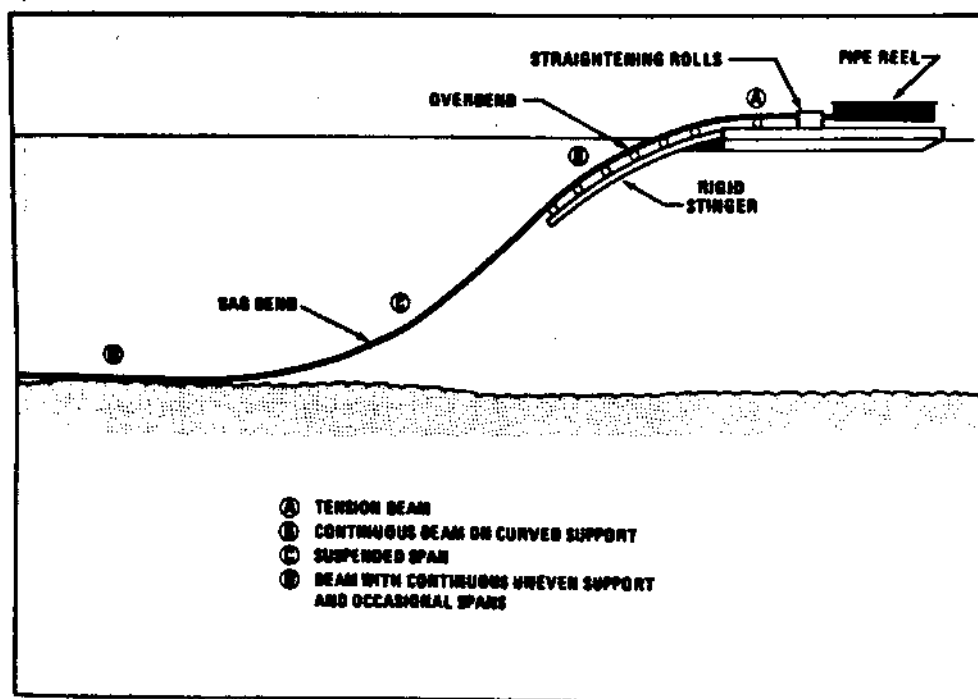 STRAIGHTENING ROLLS
PIPE REEL
OVERBEND
Ⓐ
Ⓑ
RIGID
STINGER
Ⓒ
SAG BEND
Ⓓ
Ⓐ TENSION BEAM
Ⓑ CONTINUOUS BEAM ON CURVED SUPPORT
Ⓒ SUSPENDED SPAN
Ⓓ BEAM WITH CONTINUOUS UNEVEN SUPPORT
AND OCCASIONAL SPANS